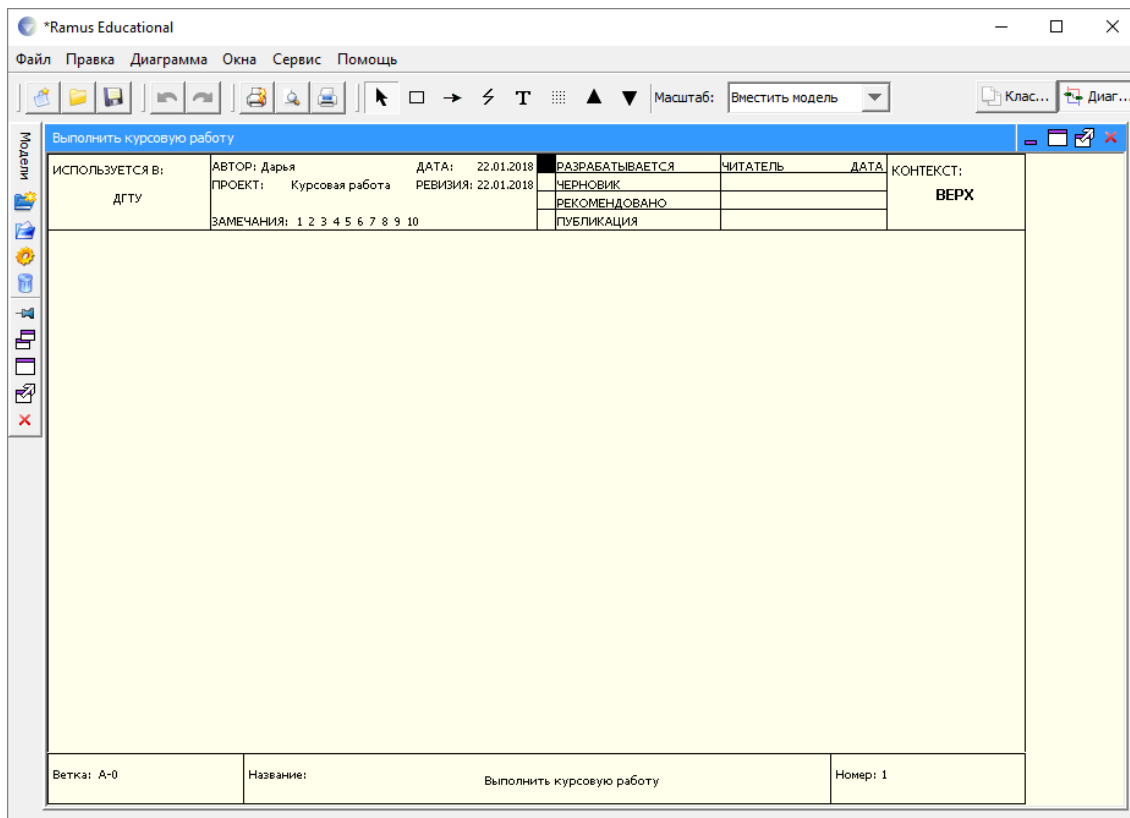 *Ramus Educational
Файл Правка Диаграмма Окна Сервис Помощь
T Масштаб: Вместить модель Клас... Диаг...
Модели
Выполнить курсовую работу
ИСПОЛЬЗУЕТСЯ В:
ДГТУ
АВТОР: Дарья ДАТА: 22.01.2018
ПРОЕКТ: Курсовая работа РЕВИЗИЯ: 22.01.2018
ЗАМЕЧАНИЯ: 1 2 3 4 5 6 7 8 9 10
РАЗРАБАТЫВАЕТСЯ
ЧЕРНОВИК
РЕКОМЕНДОВАНО
ПУБЛИКАЦИЯ
ЧИТАТЕЛЬ ДАТА
КОНТЕКСТ:
ВЕРХ
Ветка: A-0
Название: Выполнить курсовую работу
Номер: 1